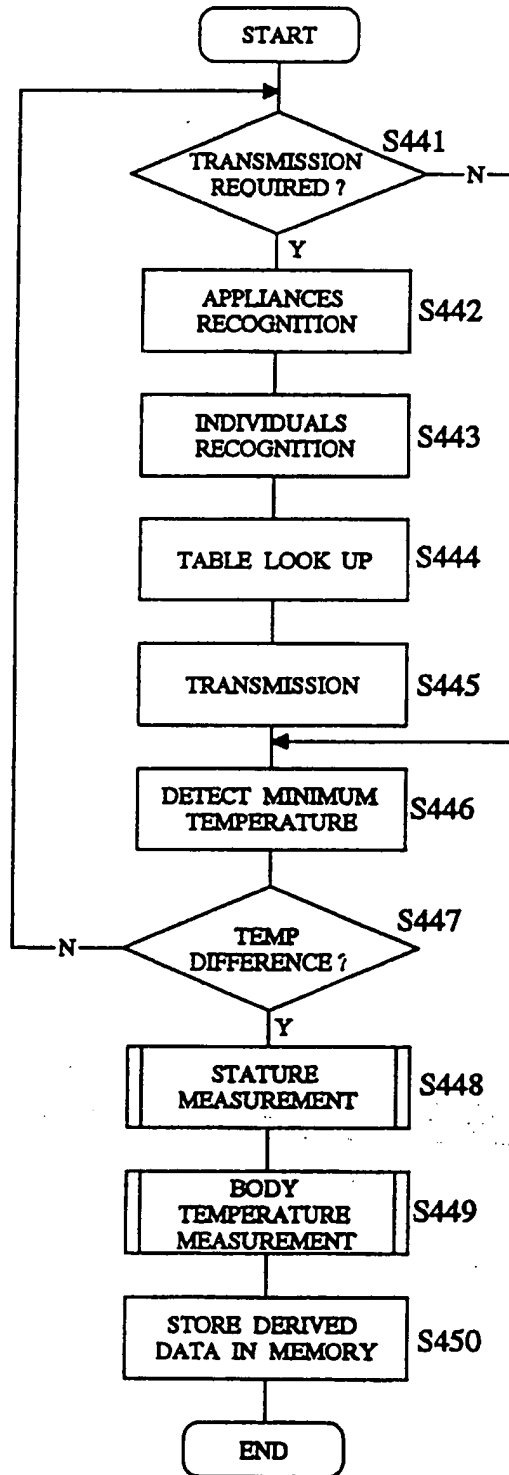 START
S441
TRANSMISSION
REQUIRED ?
N
Y
APPLIANCES
RECOGNITION
S442
INDIVIDUALS
RECOGNITION
S443
TABLE LOOK UP
S444
TRANSMISSION
S445
DETECT MINIMUM
TEMPERATURE
S446
S447
TEMP
DIFFERENCE ?
N
Y
STATURE
MEASUREMENT
S448
BODY
TEMPERATURE
MEASUREMENT
S449
STORE DERIVED
DATA IN MEMORY
S450
END